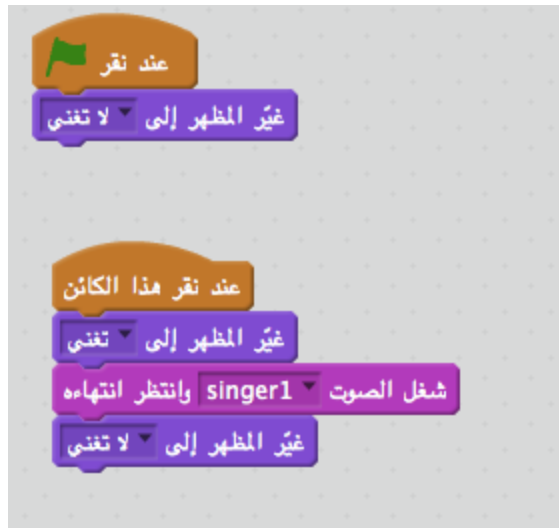 عند نقر
غيّر المظهر إلى لا تغني
عند نقر هذا الكائن
غيّر المظهر إلى تغني
شغل الصوت singer1 وانتظر انتهاءه
غيّر المظهر إلى لا تغني